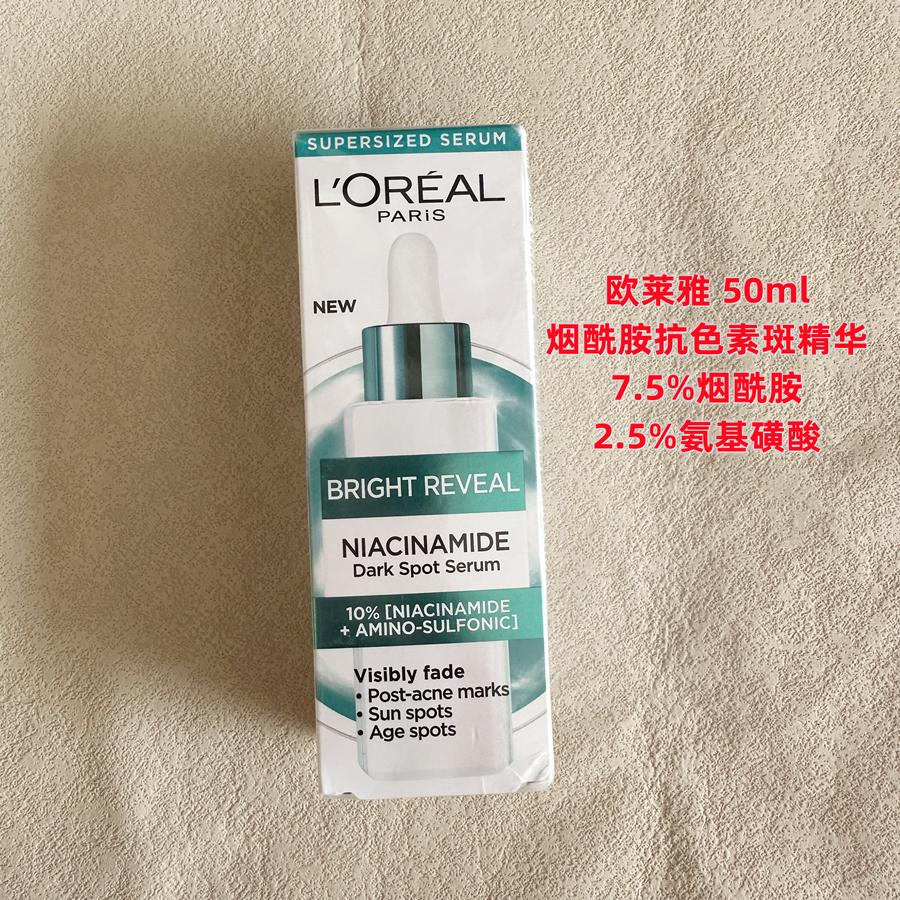 SUPERSIZED SERUM
L'ORÉAL
PARiS
NEW
BRIGHT REVEAL
NIACINAMIDE
Dark Spot Serum
10% [NIACINAMIDE
+ AMINO-SULFONIC]
Visibly fade
• Post-acne marks
• Sun spots
• Age spots
欧莱雅 50ml
烟酰胺抗色素斑精华
7.5%烟酰胺
2.5%氨基磺酸